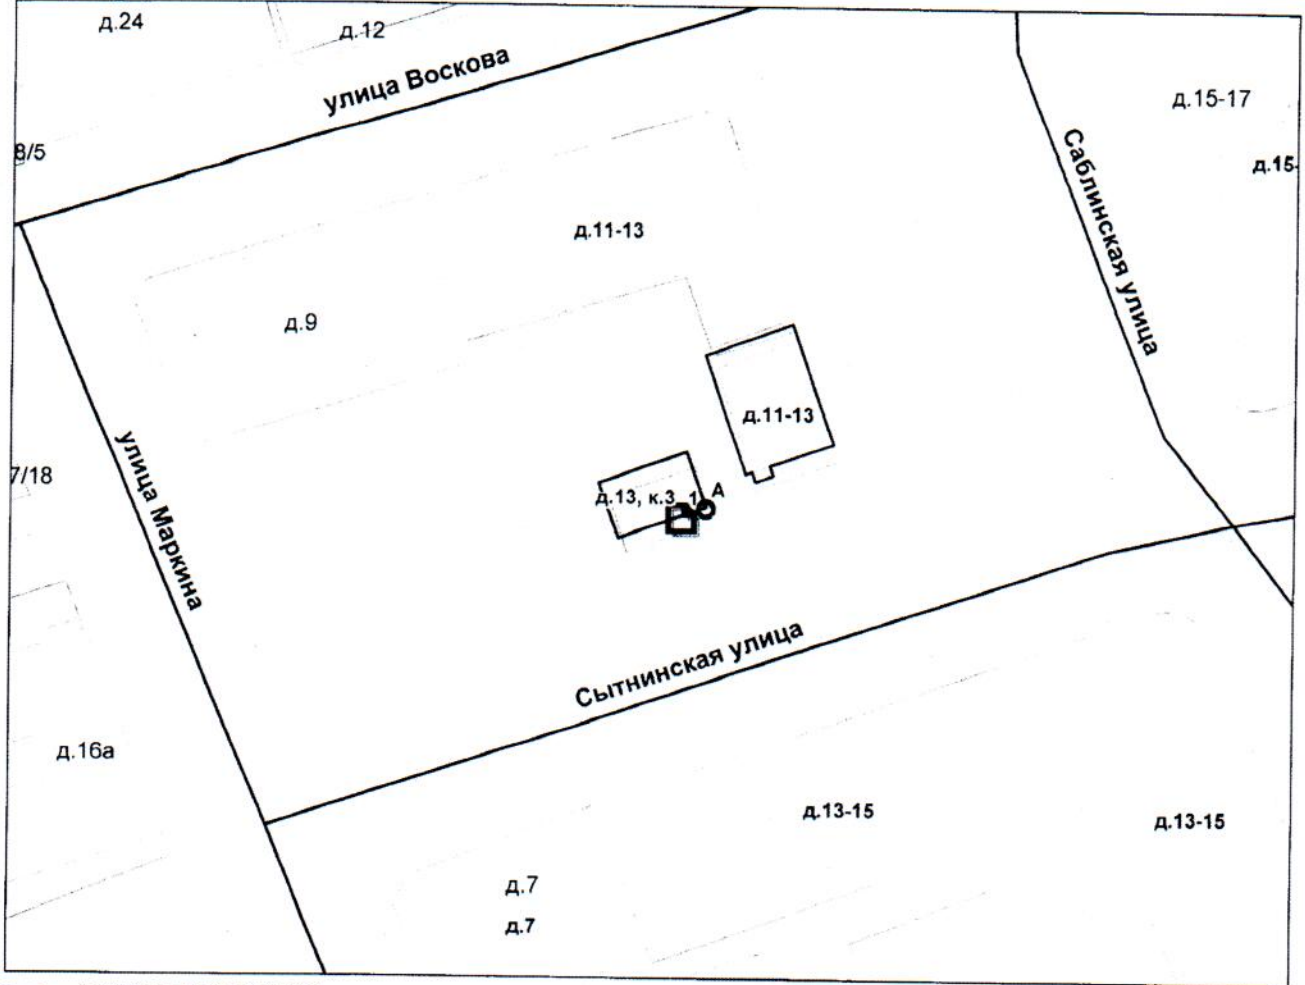 д.24
д.12
улица Воскова
д.15-17
8/5
Саблинская улица
д.15-
д.11-13
д.9
д.11-13
улица Маркина
7/18
д.13, к.3 1 А
Сытнинская улица
д.16а
д.13-15
д.13-15
д.7
д.7